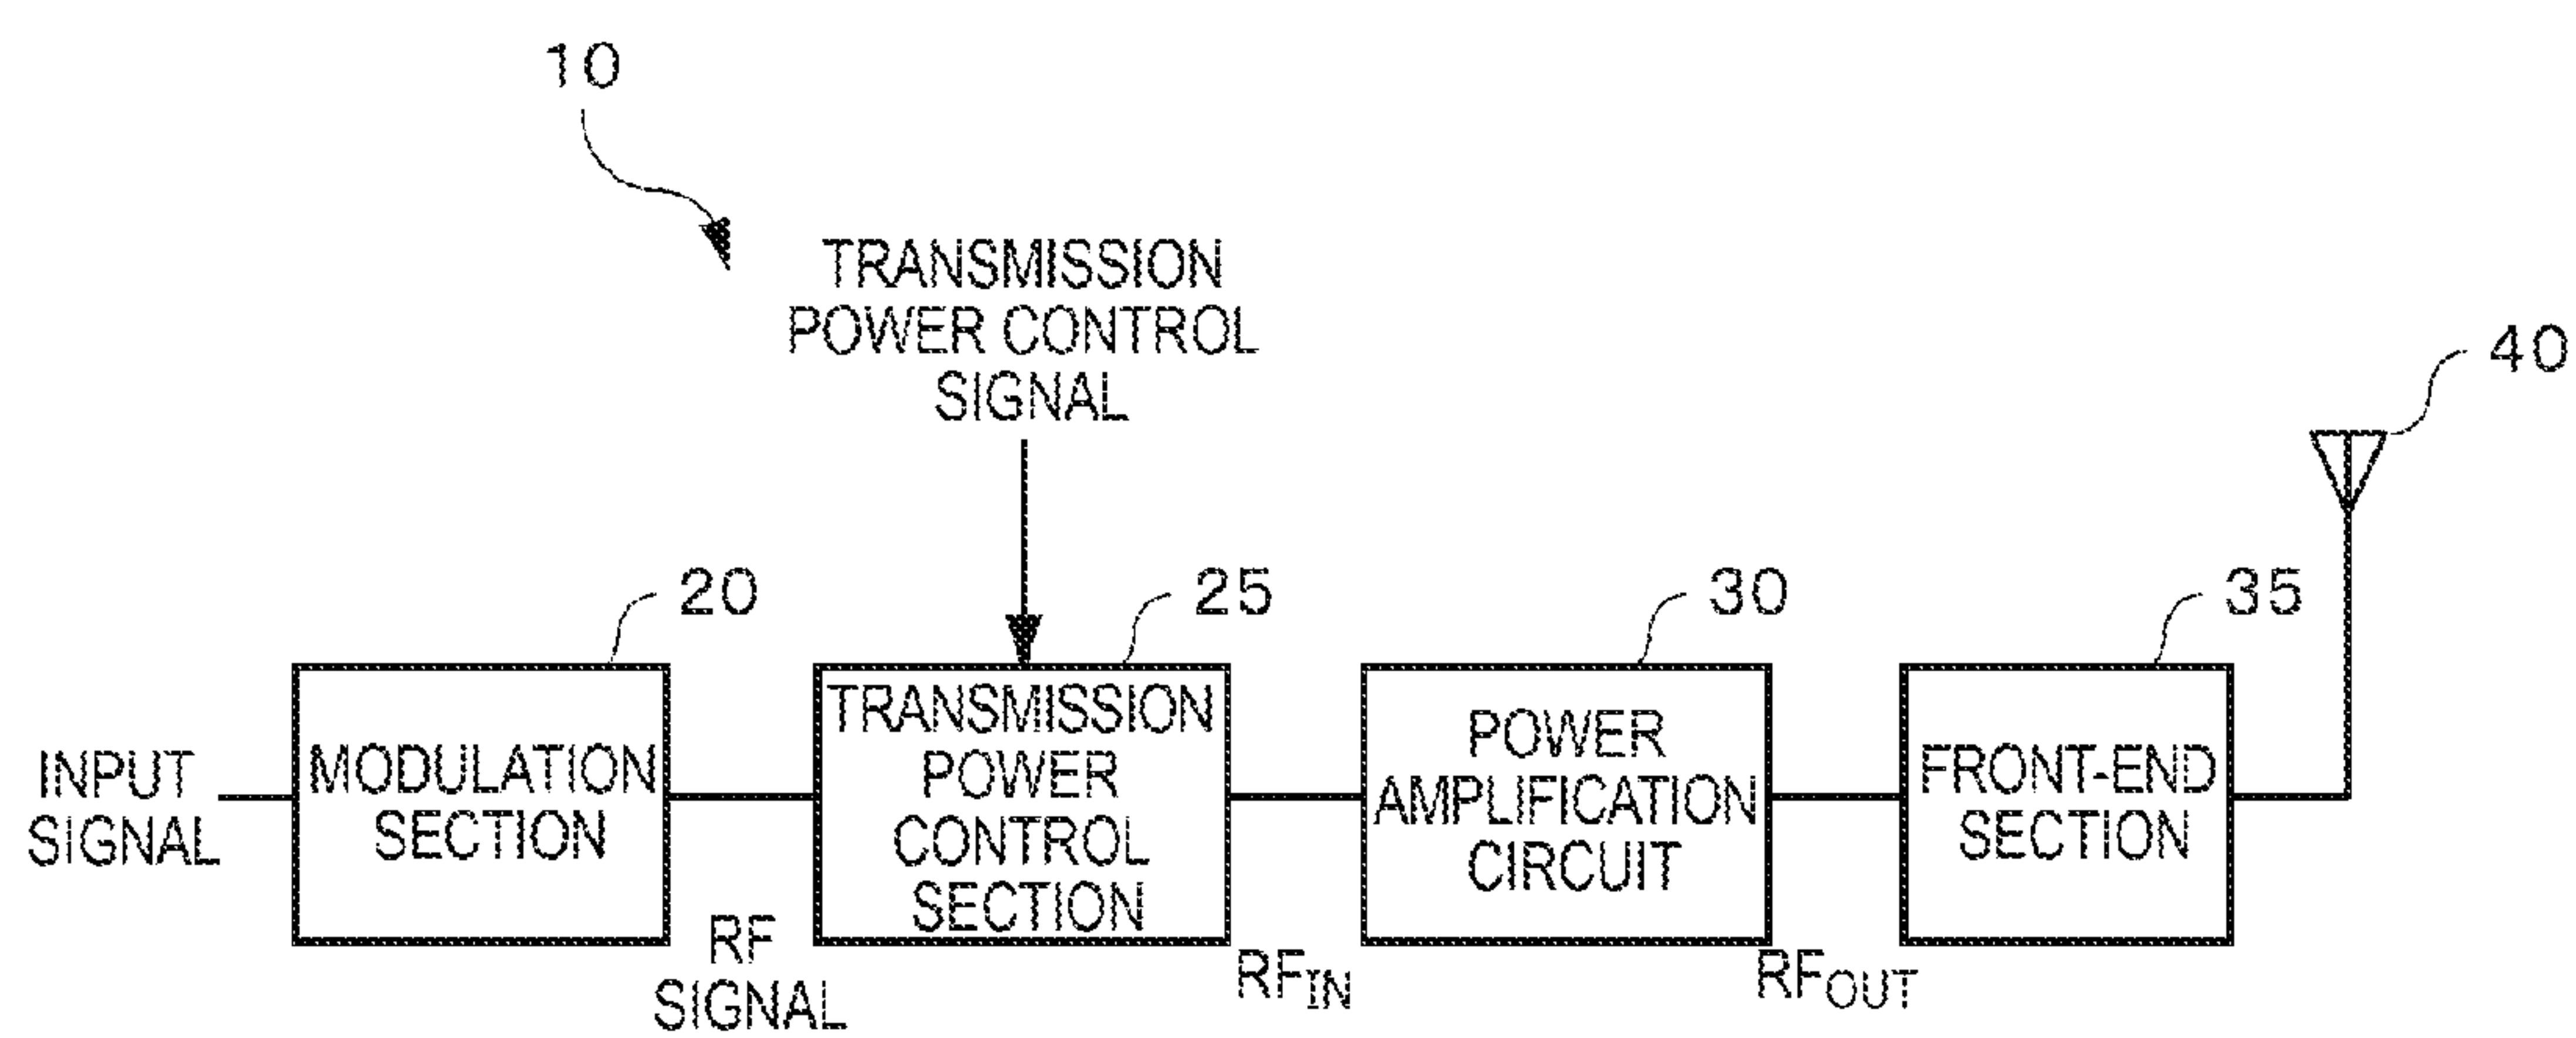 10
TRANSMISSION
POWER CONTROL
SIGNAL
40
20
25
30
35
INPUT
SIGNAL
MODULATION
SECTION
RF
SIGNAL
TRANSMISSION
POWER
CONTROL
SECTION
RFIN
POWER
AMPLIFICATION
CIRCUIT
RFOUT
FRONT-END
SECTION